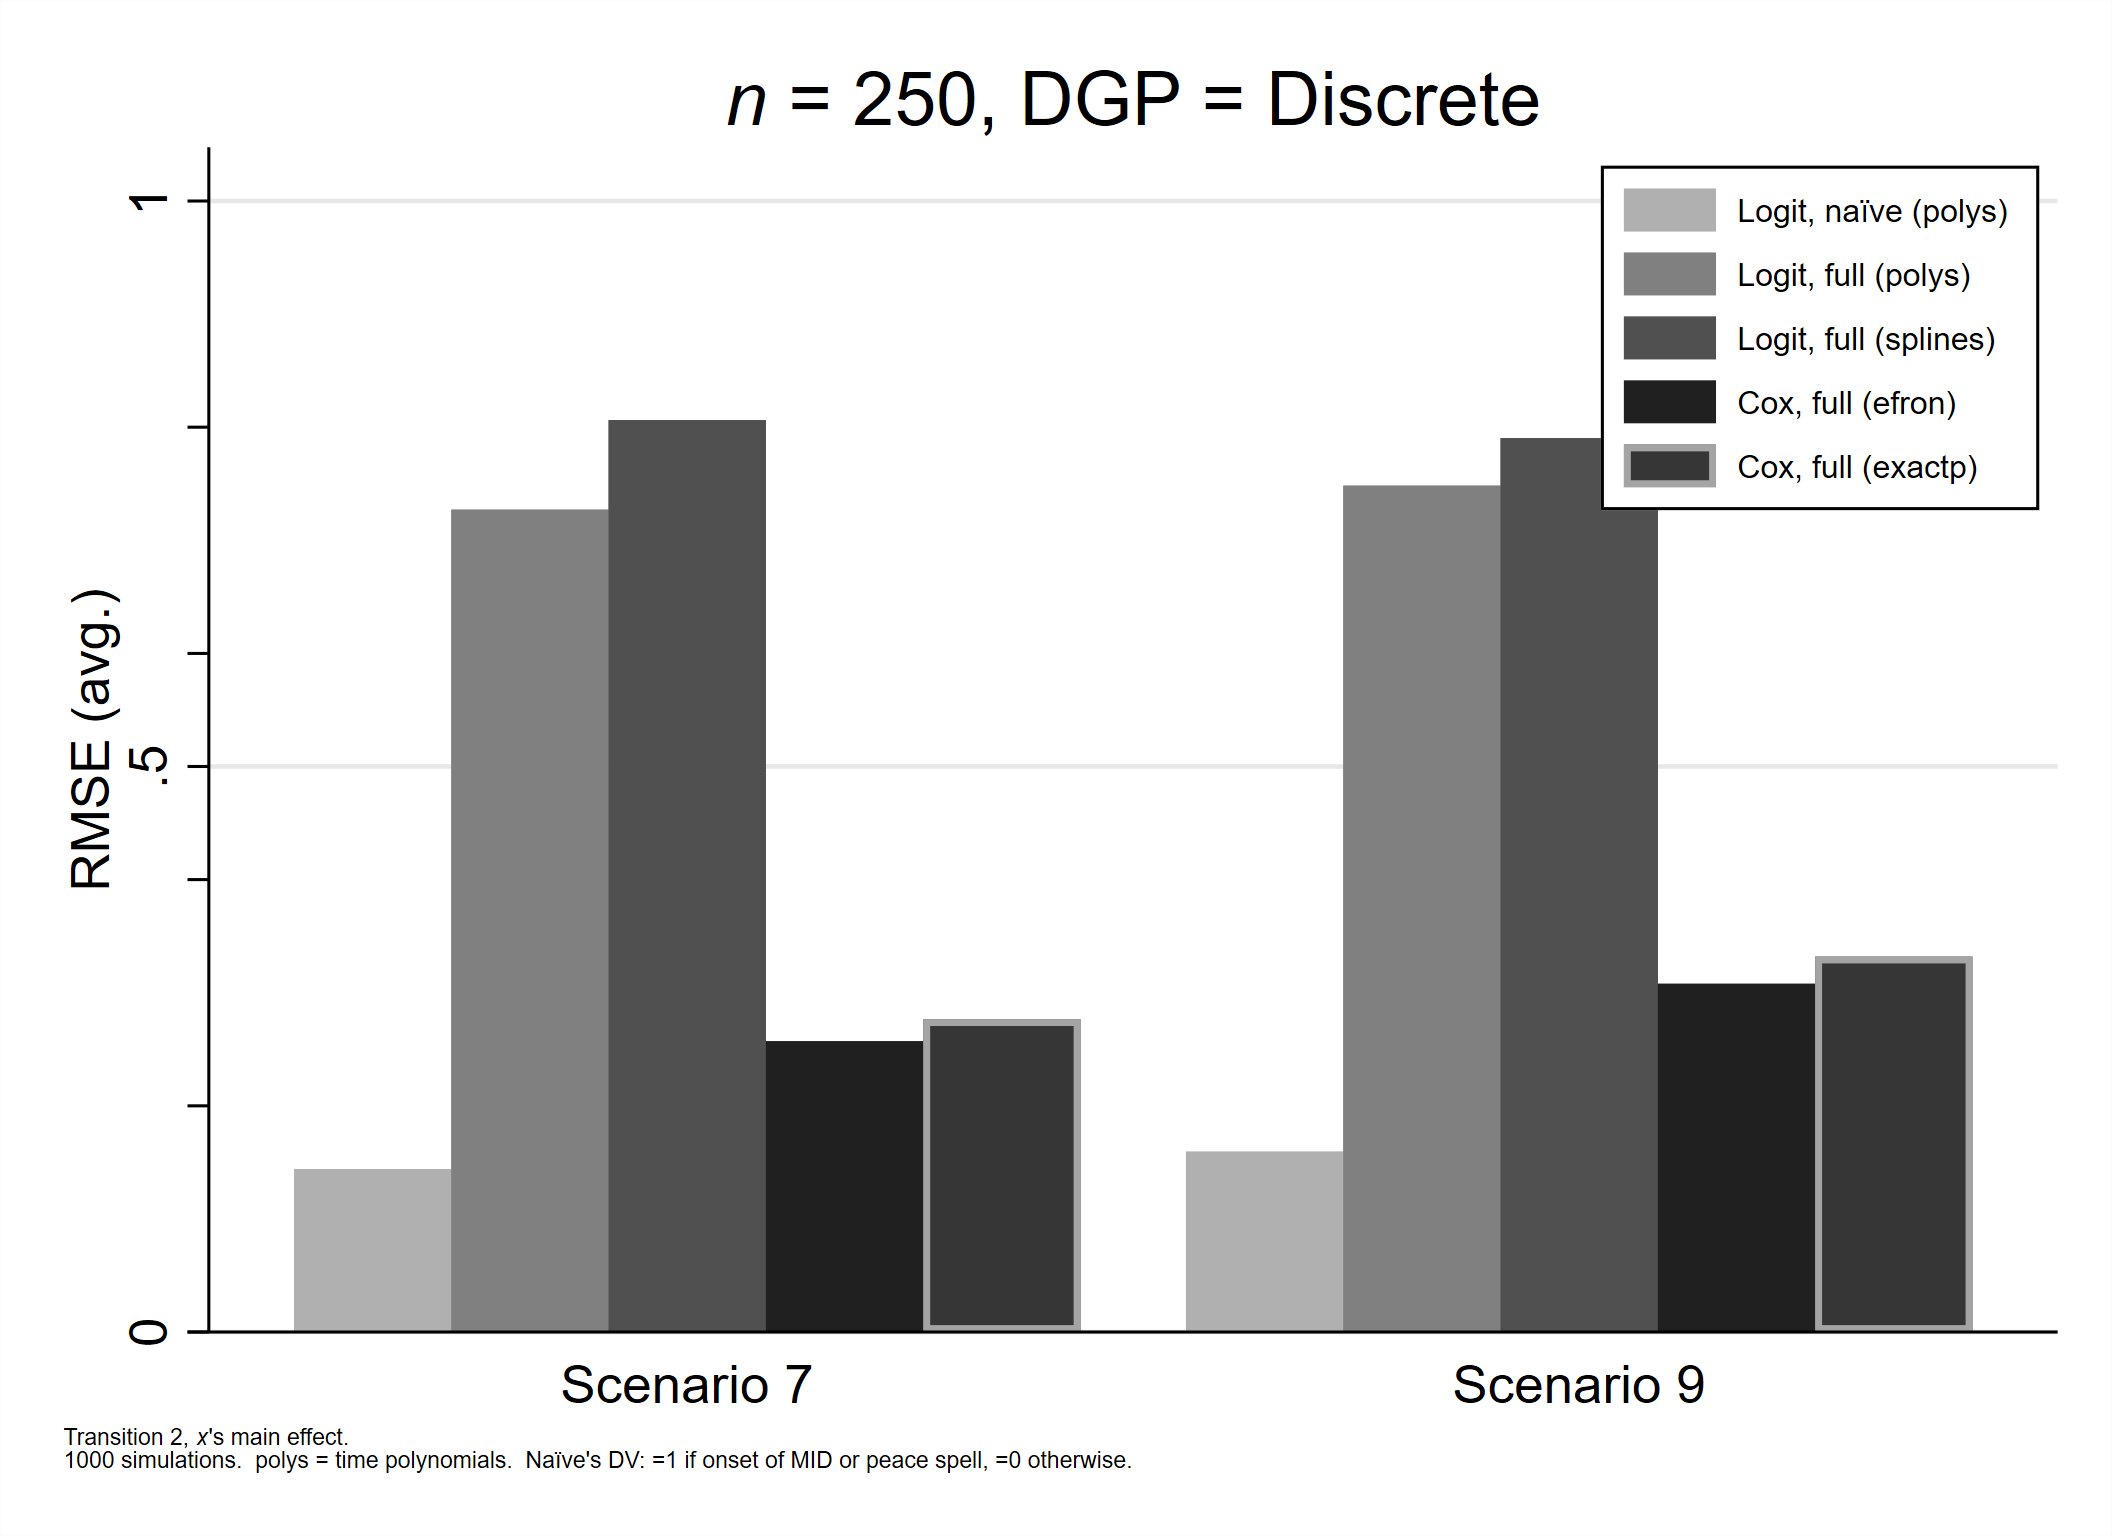 n = 250, DGP = Discrete
Logit, naïve (polys)
Logit, full (polys)
Logit, full (splines)
Cox, full (efron)
Cox, full (exactp)
RMSE (avg.)
1
.5
0
Scenario 7
Scenario 9
Transition 2, x's main effect.
1000 simulations.  polys = time polynomials.  Naïve's DV: =1 if onset of MID or peace spell, =0 otherwise.